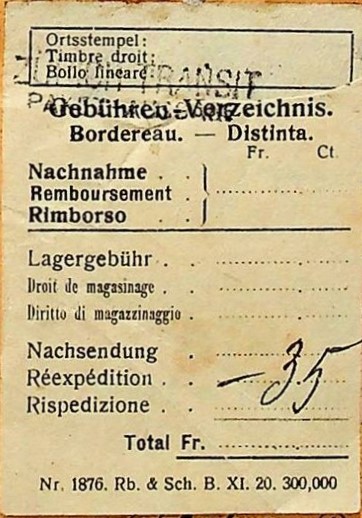 Ortsstempel:
Timbre droit:
Bollo lineare:
TRANSIT
Gebühren-Verzeichnis.
Bordereau. — Distinta.
Fr. Ct.
Nachnahme . .
Remboursement .
Rimborso . .
Lagergebühr . .
Droit de magasinage . .
Diritto di magazzinaggio . .
Nachsendung .
Réexpédition . . — 35
Rispedizione . .
Total Fr.
Nr. 1876. Rb. & Sch. B. XI. 20. 300,000